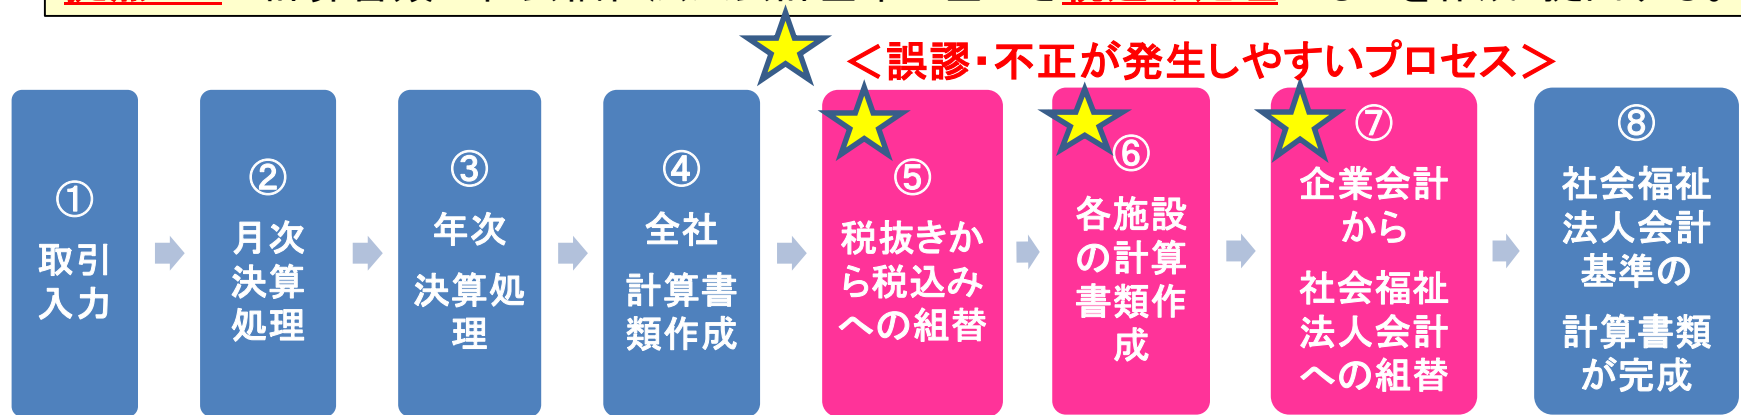 ＜誤謬・不正が発生しやすいプロセス＞
①
取引
入力
②
月次
決算
処理
③
年次
決算処
理
④
全社
計算書
類作成
⑤
税抜きか
ら税込み
への組替
⑥
各施設
の計算
書類作
成
⑦
企業会計
から
社会福祉
法人会計
への組替
⑧
社会福祉
法人会計
基準の
計算書類
が完成